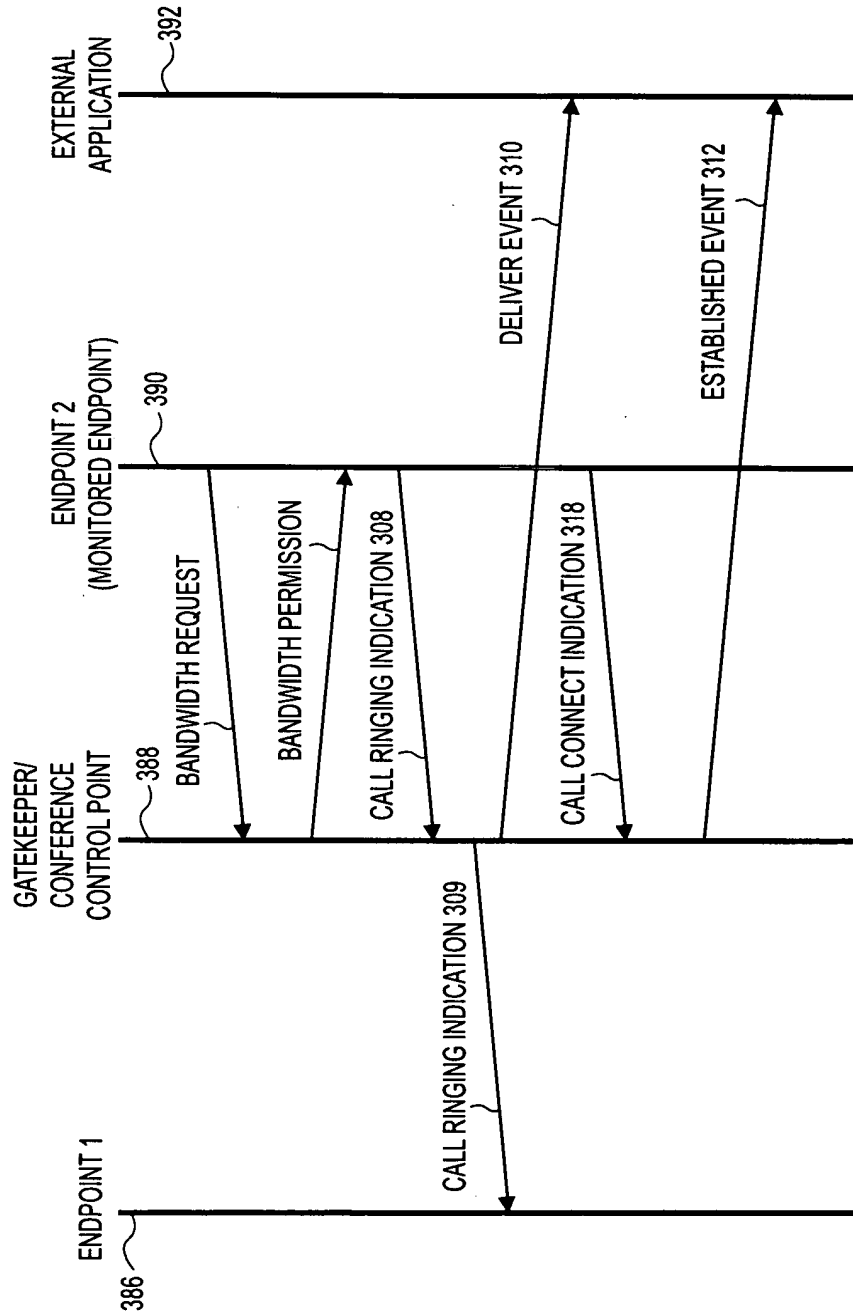 ENDPOINT 1
386
GATEKEEPER/
CONFERENCE
CONTROL POINT
388
ENDPOINT 2
(MONITORED ENDPOINT)
390
EXTERNAL
APPLICATION
392
BANDWIDTH REQUEST
BANDWIDTH PERMISSION
CALL RINGING INDICATION 308
CALL RINGING INDICATION 309
DELIVER EVENT 310
CALL CONNECT INDICATION 318
ESTABLISHED EVENT 312